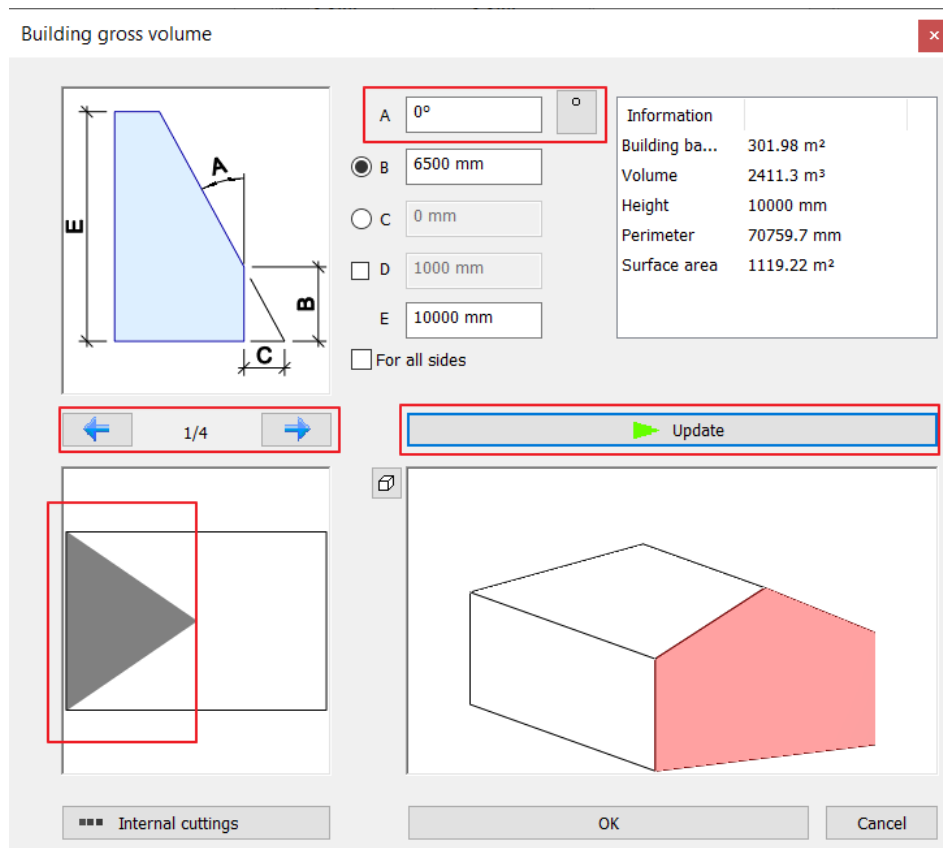 Building gross volume
×
A
E
B
C
A 0°
°
B 6500 mm
C 0 mm
D 1000 mm
E 10000 mm
For all sides
Information
Building ba... 301.98 m²
Volume 2411.3 m³
Height 10000 mm
Perimeter 70759.7 mm
Surface area 1119.22 m²
1/4
Update
Internal cuttings
OK
Cancel